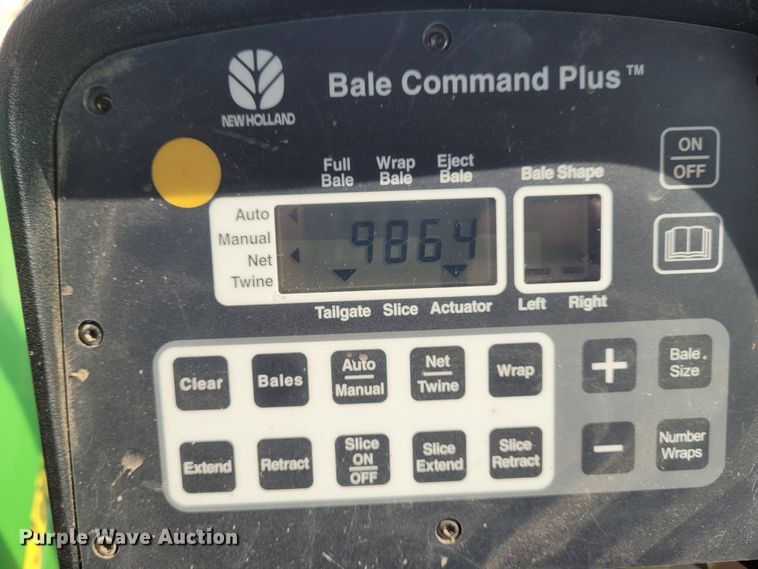 NEW HOLLAND
Bale Command Plus™
ON
OFF
Full Bale
Wrap Bale
Eject Bale
Bale Shape
Auto
Manual
Net
Twine
9864
Tailgate Slice Actuator
Left Right
Clear
Bales
Auto
Manual
Net
Twine
Wrap
+
Bale Size
Extend
Retract
Slice
ON
OFF
Slice Extend
Slice Retract
-
Number Wraps
Purple Wave Auction